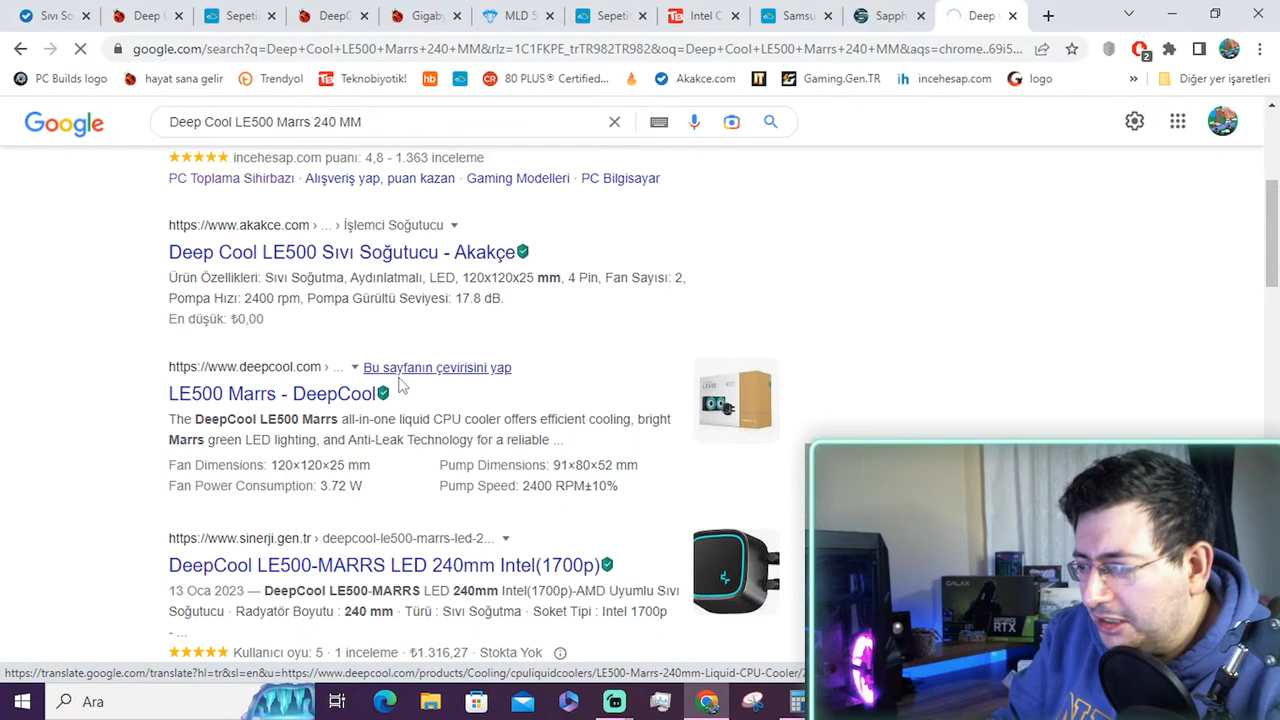 Sıvı So
Deep C
Sepeti
DeepC
Gigaby
MLD 5
Sepetin
Intel C
Samsu
Sapph
Deep C
google.com/search?q=Deep+Cool+LE500+Marrs+240+MM&rlz=1C1FKPE_trTR982TR982&oq=Deep+Cool+LE500+Marrs+240+MM&aqs=chrome..69i5...
2
PC Builds logo
hayat sana gelir
Trendyol
Teknobiyotik!
hb
80 PLUS® Certified...
Akakce.com
Gaming.Gen.TR
incehesap.com
logo
»
Diğer yer işaretleri
Google
Deep Cool LE500 Marrs 240 MM
incehesap.com puanı: 4,8 - 1.363 inceleme
PC Toplama Sihirbazı · Alışveriş yap, puan kazan · Gaming Modelleri · PC Bilgisayar
https://www.akakce.com › ... › İşlemci Soğutucu
Deep Cool LE500 Sıvı Soğutucu - Akakçe
Ürün Özellikleri: Sıvı Soğutma, Aydınlatmalı, LED, 120x120x25 mm, 4 Pin, Fan Sayısı: 2,
Pompa Hızı: 2400 rpm, Pompa Gürültü Seviyesi: 17.8 dB.
En düşük: ₺0,00
https://www.deepcool.com › ... Bu sayfanın çevirisini yap
LE500 Marrs - DeepCool
The DeepCool LE500 Marrs all-in-one liquid CPU cooler offers efficient cooling, bright
Marrs green LED lighting, and Anti-Leak Technology for a reliable ...
Fan Dimensions: 120×120×25 mm Pump Dimensions: 91×80×52 mm
Fan Power Consumption: 3.72 W Pump Speed: 2400 RPM±10%
https://www.sinerji.gen.tr › deepcool-le500-marrs-led-2...
DeepCool LE500-MARRS LED 240mm Intel(1700p)
13 Oca 2023 — DeepCool LE500-MARRS LED 240mm Intel(1700p)-AMD Uyumlu Sıvı
Soğutucu · Radyatör Boyutu : 240 mm · Türü : Sıvı Soğutma · Soket Tipi : Intel 1700p
· ...
Kullanıcı oyu: 5 · 1 inceleme · ₺1.316,27 · Stokta Yok
https://translate.google.com/translate?hl=tr&sl=en&u=https://www.deepcool.com/products/Cooling/cpuliquidcoolers/LE500-Marrs-240mm-Liquid-CPU-Cooler/2
GALAX
GEFORCE
RTX
Ara